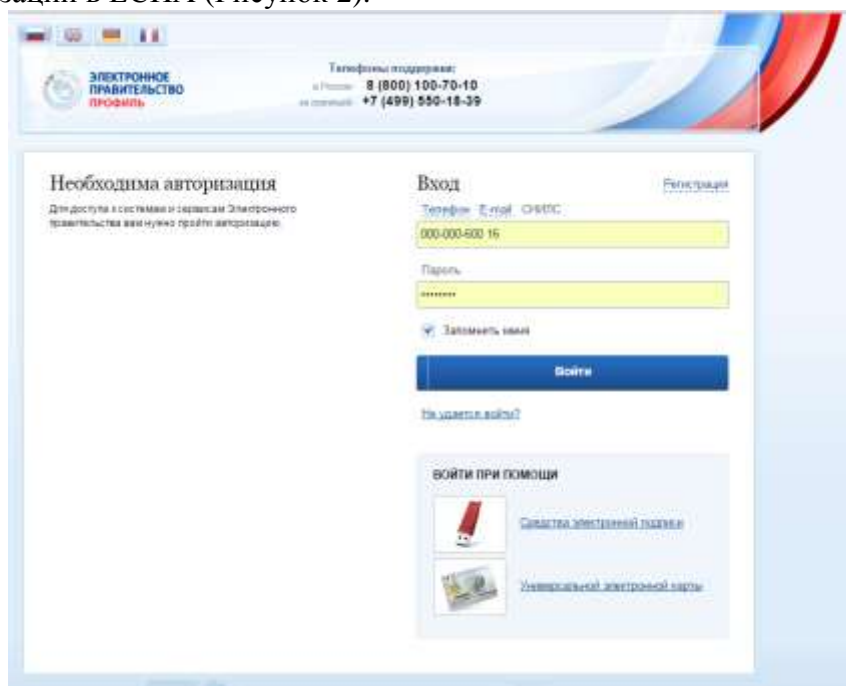 зации в ЕСИА (Рисунок 2).
ЭЛЕКТРОННОЕ
ПРАВИТЕЛЬСТВО
ПРОФИЛЬ
Телефоны поддержки:
в России 8 (800) 100-70-10
+7 (499) 550-18-39
Необходима авторизация
Для доступа к системам и сервисам Электронного
правительства вам нужно пройти авторизацию.
Вход
Регистрация
Телефон E-mail СНИЛС
000-000-600 16
Пароль
••••••••
Запомнить меня
Войти
Не удается войти?
ВОЙТИ ПРИ ПОМОЩИ
Средства электронной подписи
Универсальной электронной карты